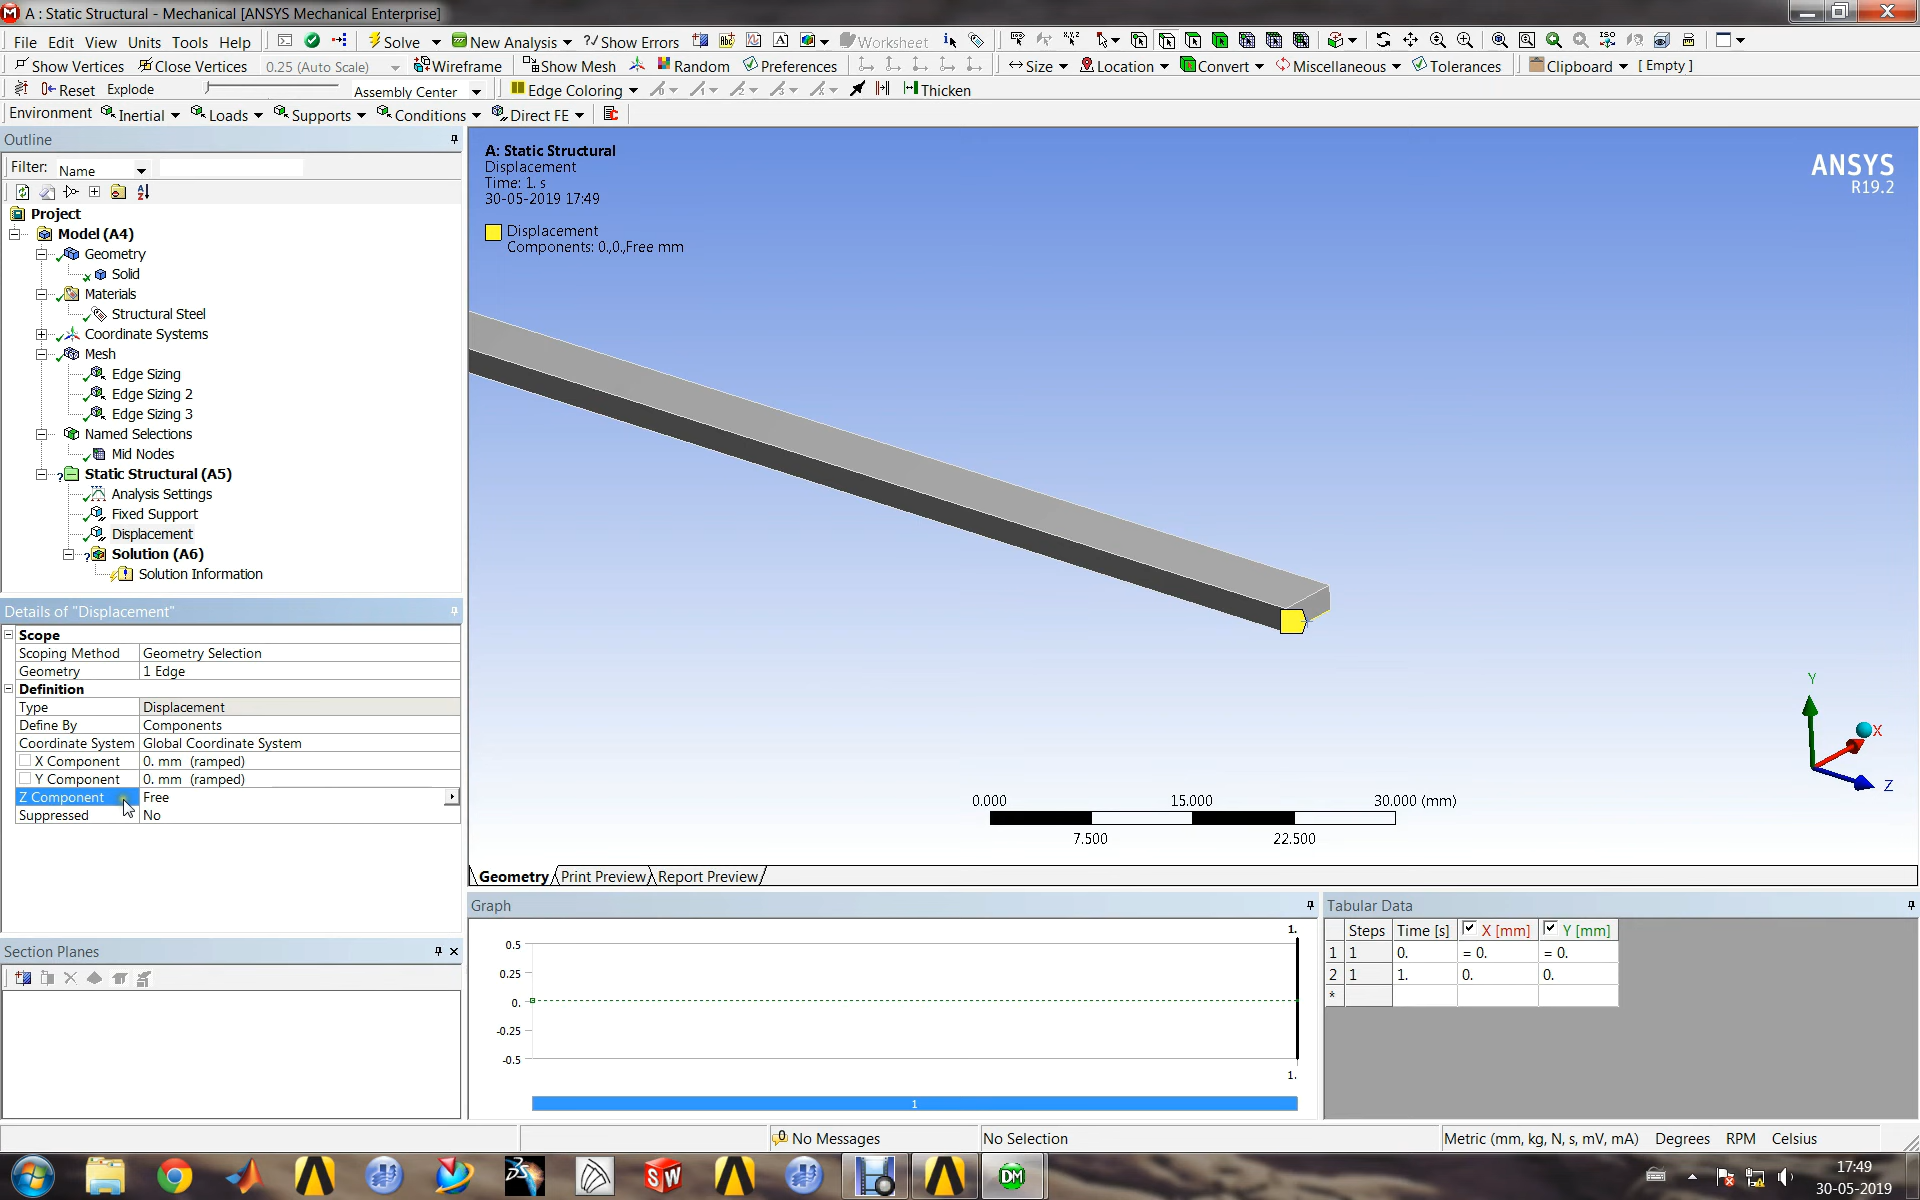 A : Static Structural - Mechanical [ANSYS Mechanical Enterprise]
File Edit View Units Tools Help Solve New Analysis Show Errors Worksheet
Show Vertices Close Vertices 0.25 (Auto Scale) Wireframe Show Mesh Random Preferences Size Location Convert Miscellaneous Tolerances Clipboard [ Empty ]
Reset Explode Assembly Center Edge Coloring Thicken
Environment Inertial Loads Supports Conditions Direct FE
Outline
Filter: Name
Project
Model (A4)
Geometry
Solid
Materials
Structural Steel
Coordinate Systems
Mesh
Edge Sizing
Edge Sizing 2
Edge Sizing 3
Named Selections
Mid Nodes
Static Structural (A5)
Analysis Settings
Fixed Support
Displacement
Solution (A6)
Solution Information
Details of "Displacement"
Scope
Scoping Method Geometry Selection
Geometry 1 Edge
Definition
Type Displacement
Define By Components
Coordinate System Global Coordinate System
X Component 0. mm (ramped)
Y Component 0. mm (ramped)
Z Component Free
Suppressed No
Section Planes
A: Static Structural
Displacement
Time: 1. s
30-05-2019 17:49
Displacement
Components: 0.,0.,Free mm
ANSYS
R19.2
Y
X
Z
0.000 15.000 30.000 (mm)
7.500 22.500
Geometry Print Preview Report Preview
Graph
1.
0.5
0.25
0.
-0.25
-0.5
1.
1
Tabular Data
Steps Time [s] X [mm] Y [mm]
1 1 0. = 0. = 0.
2 1 1. 0. 0.
*
0 No Messages No Selection Metric (mm, kg, N, s, mV, mA) Degrees RPM Celsius
SW
DM
17:49
30-05-2019